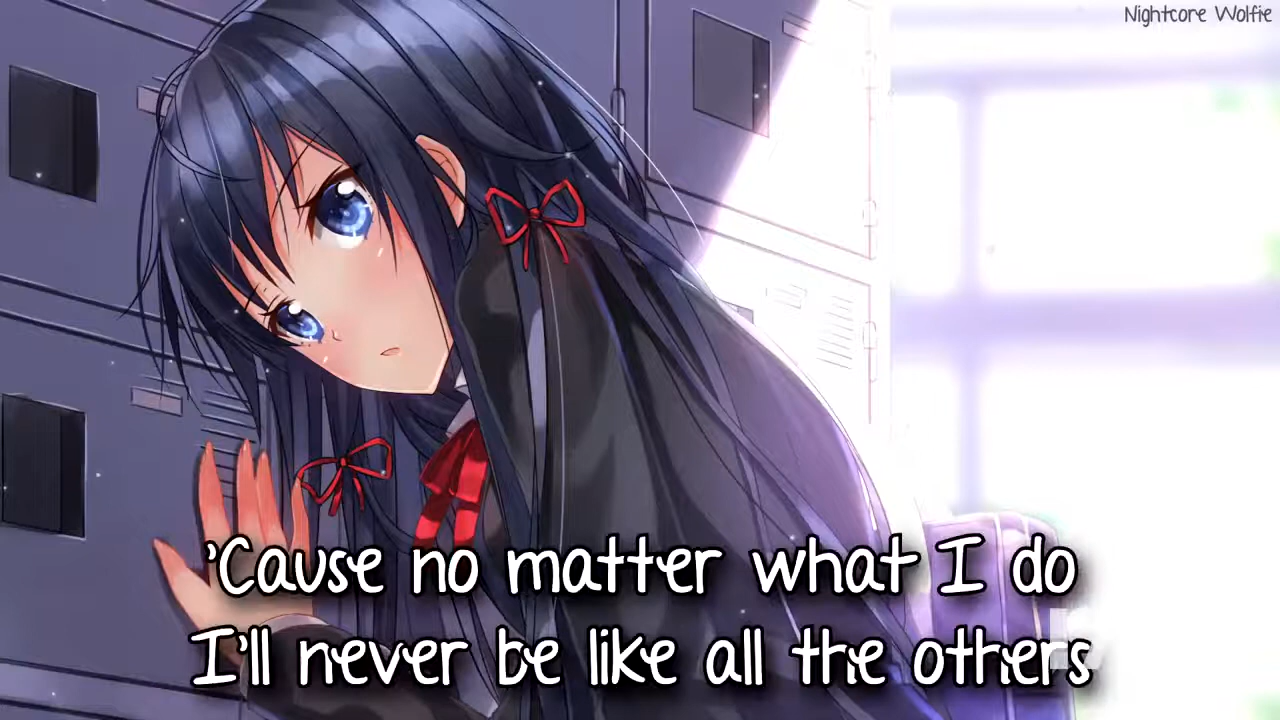 Nightcore Wolfie
'Cause no matter what I do
I'll never be like all the others